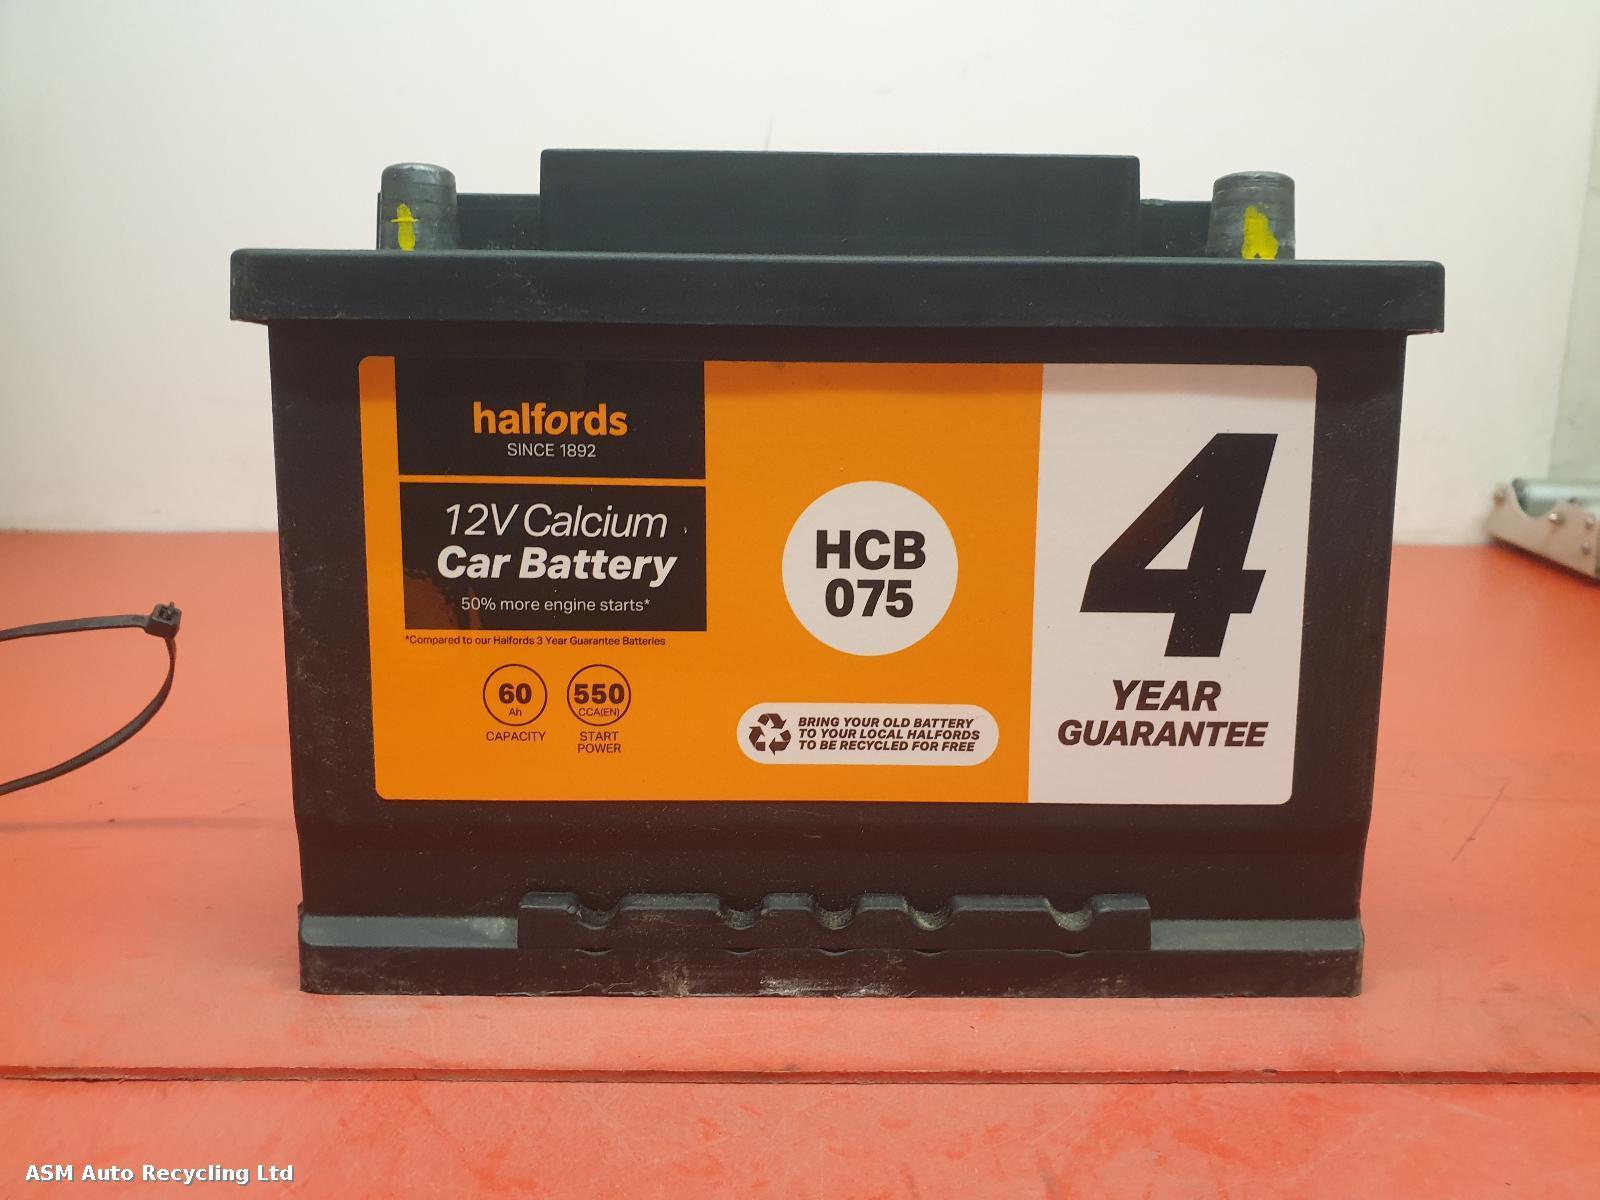 halfords
SINCE 1892
12V Calcium
Car Battery
50% more engine starts*
*Compared to our Halfords 3 Year Guarantee Batteries
60
Ah
CAPACITY
550
CCA(EN)
START
POWER
HCB
075
BRING YOUR OLD BATTERY
TO YOUR LOCAL HALFORDS
TO BE RECYCLED FOR FREE
4
YEAR
GUARANTEE
ASM Auto Recycling Ltd